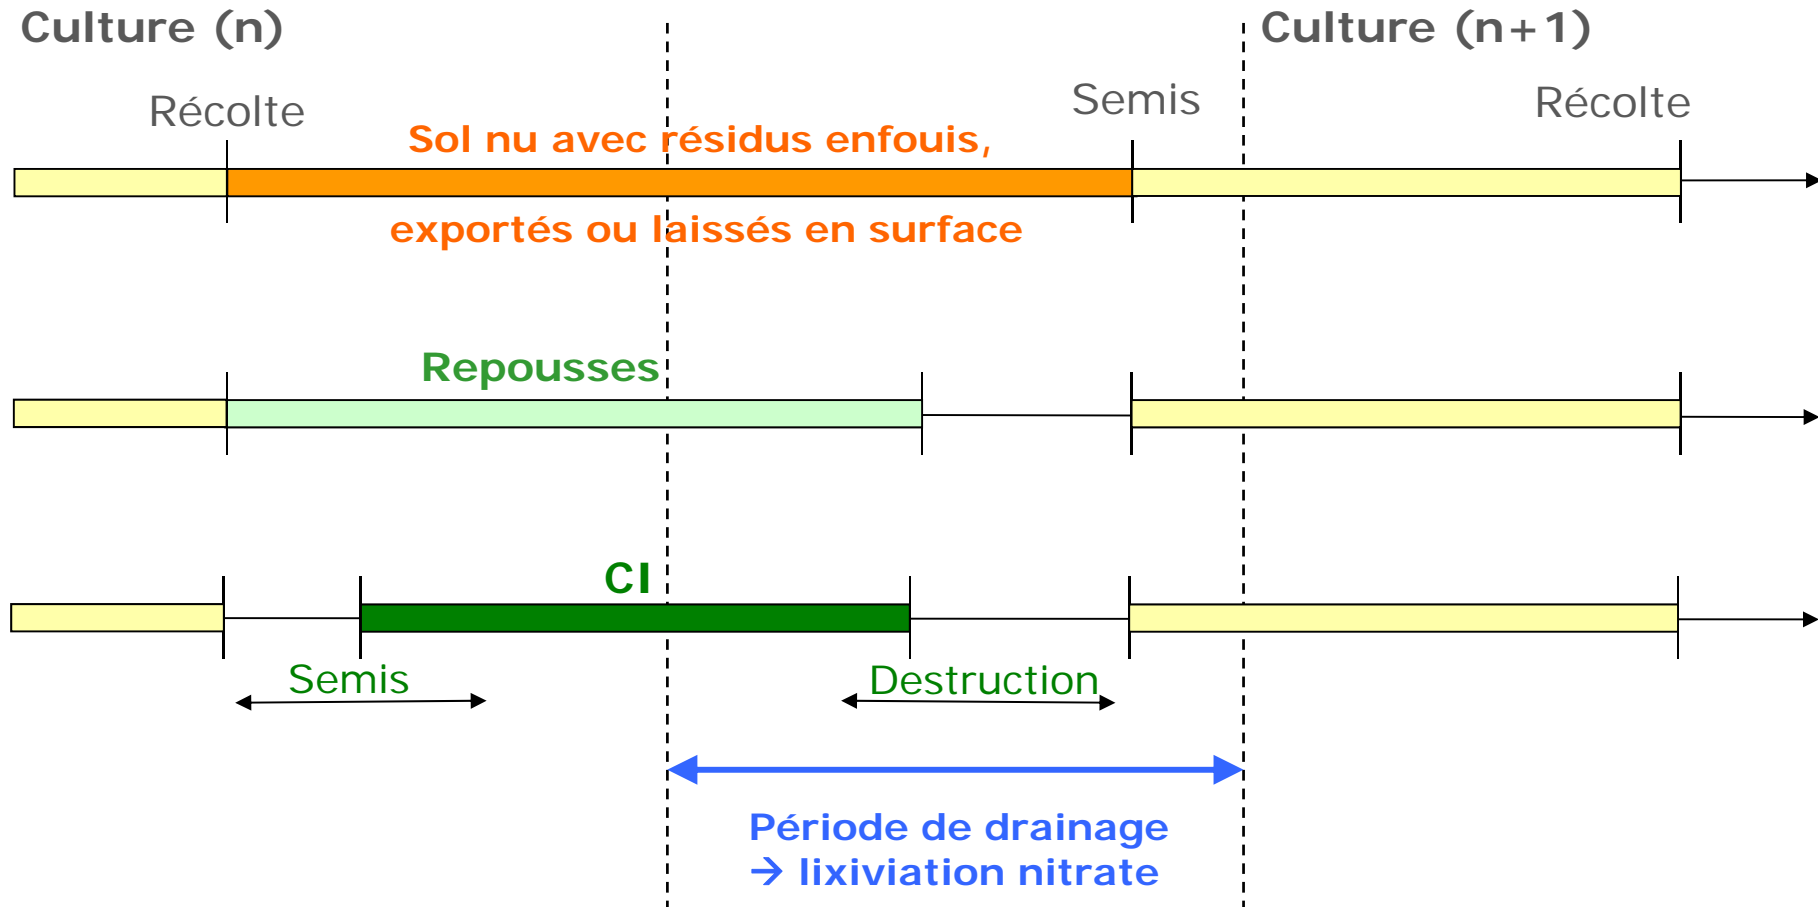 Culture (n)
Culture (n+1)
Récolte
Semis
Récolte
Sol nu avec résidus enfouis,
exportés ou laissés en surface
Repousses
CI
Semis
Destruction
Période de drainage
→ lixiviation nitrate